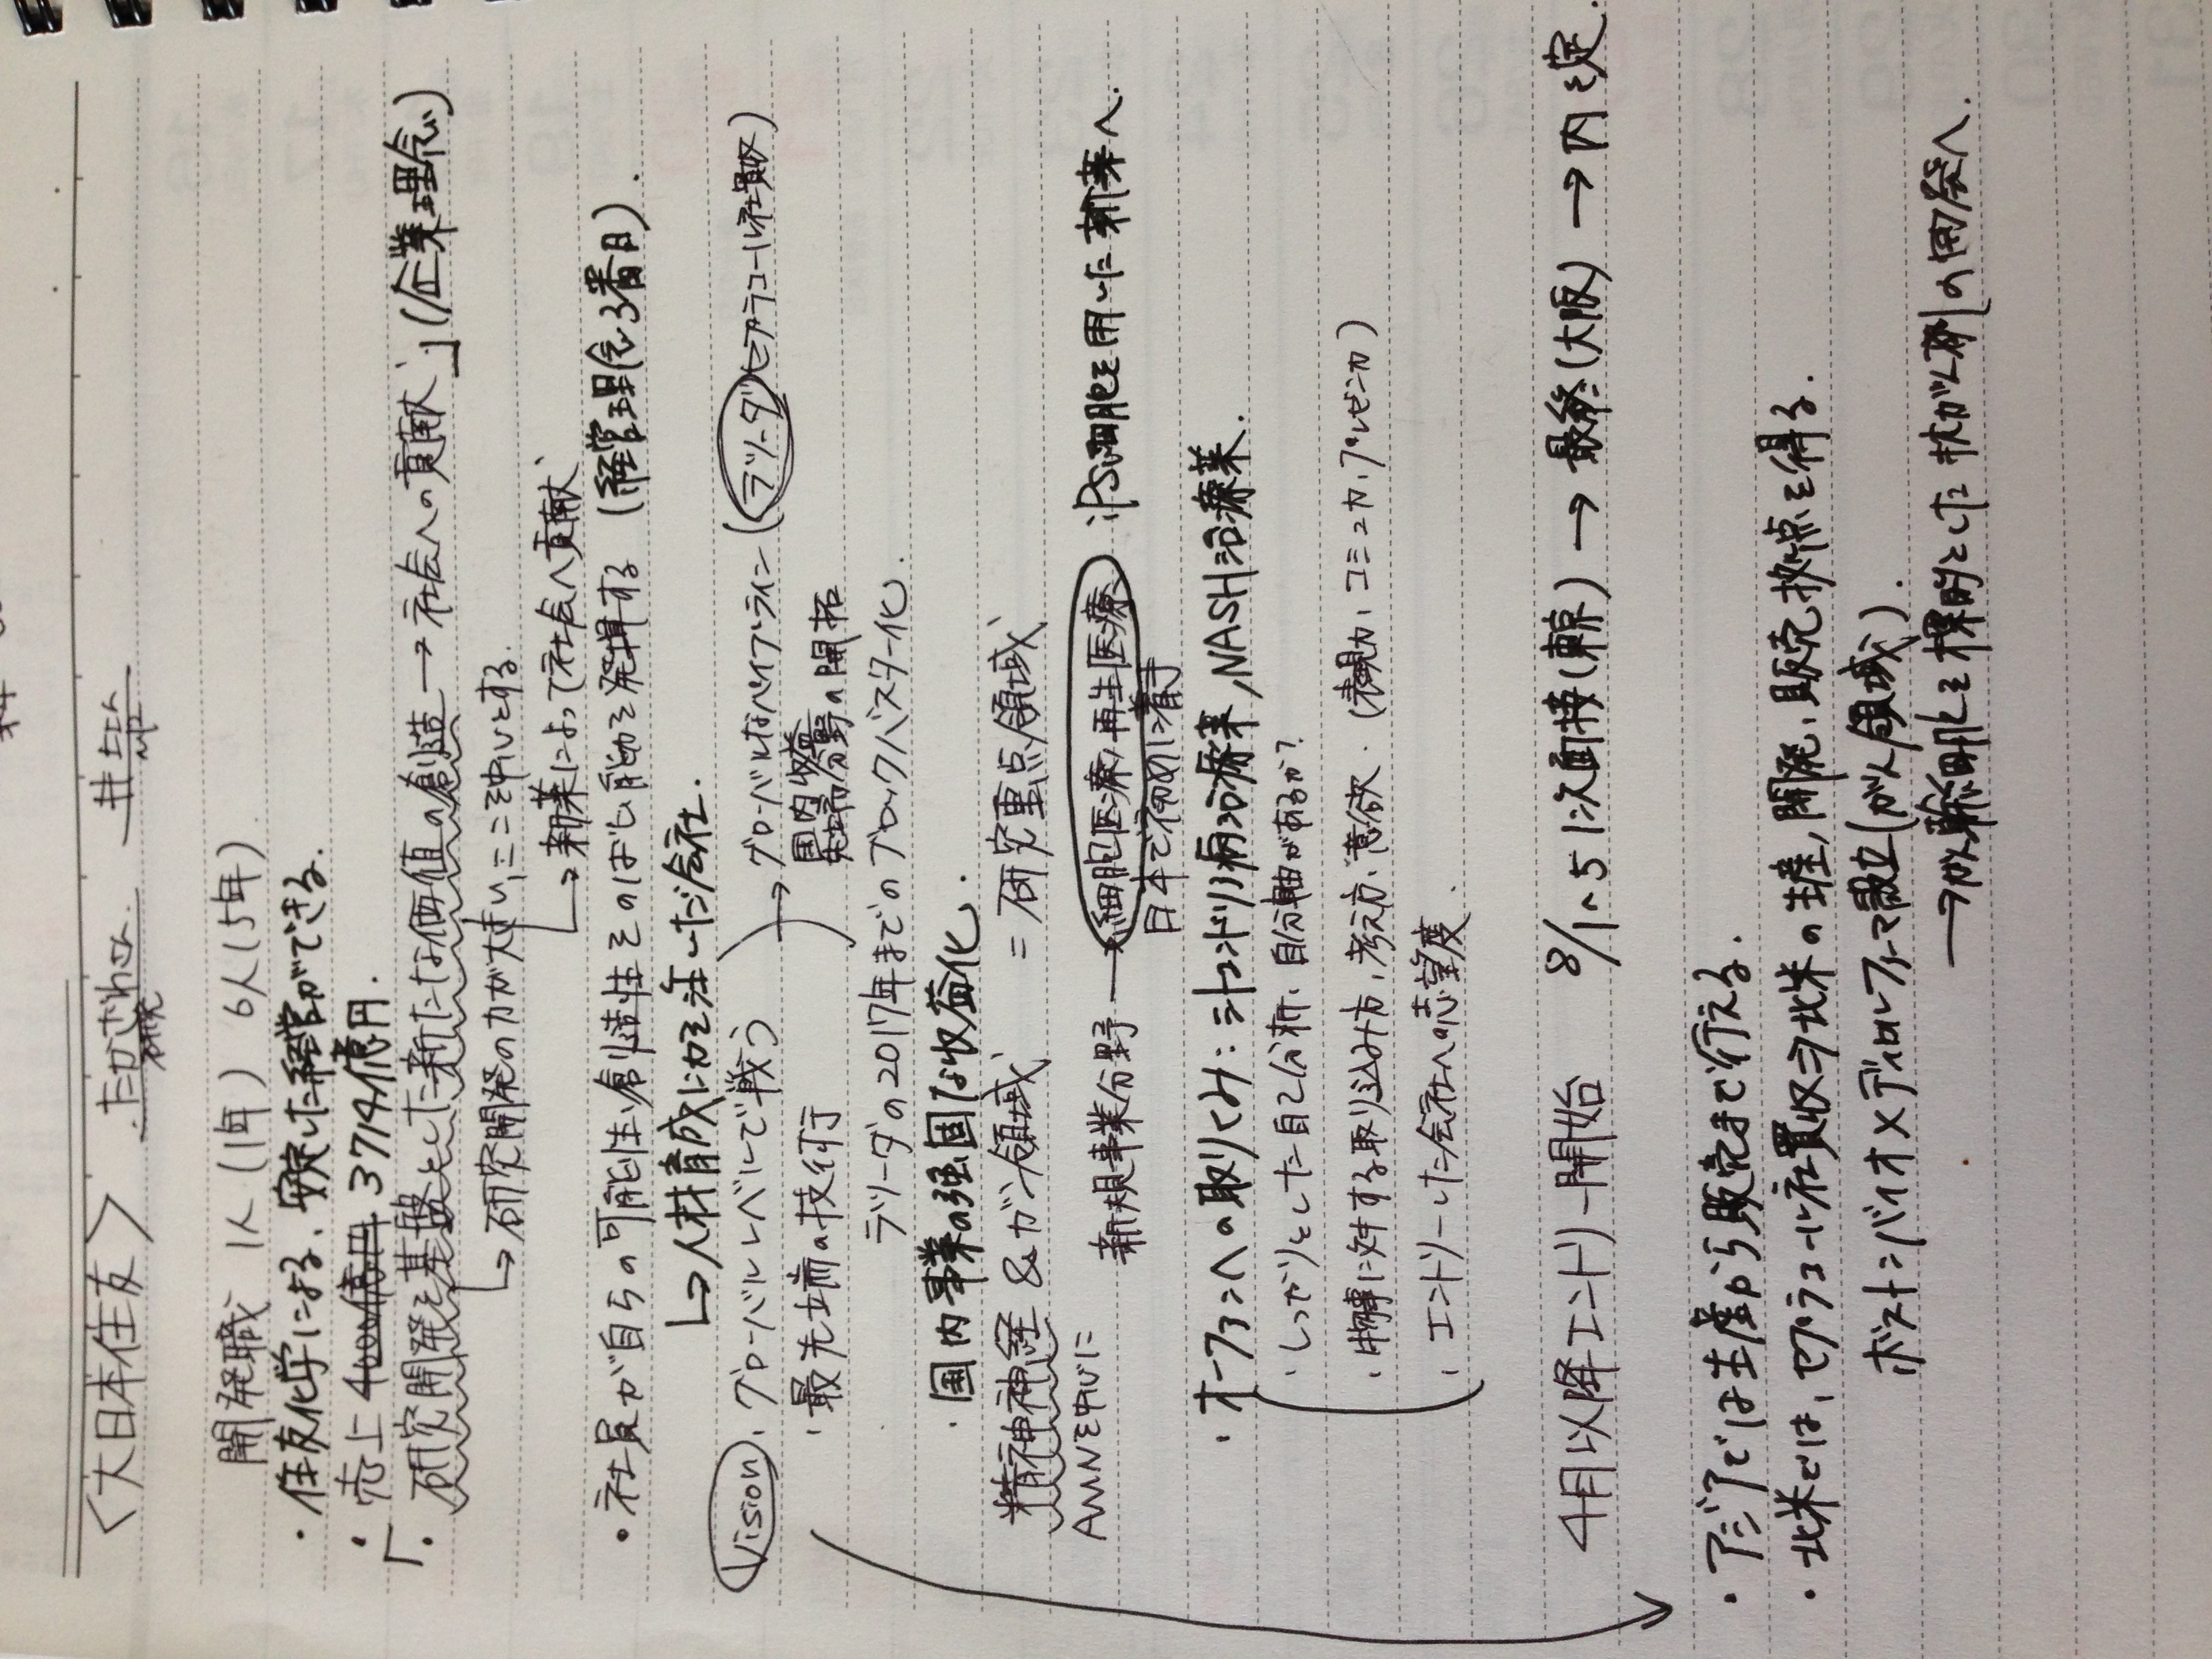 〈大日本住友〉 たかざわさん 井上さん
研究
開発職 1人(1年) 6人(5年)
・住友化学による、安定した経営ができる.
・売上 4000億円 3714億円.
「・研究開発を基盤とした新たな価値の創造→社会への貢献」(企業理念)
↳研究開発の力が大きい、ここを中心とする.
↳新薬によって社会へ貢献
・社員が自らの可能性、創造性をのばし能力を発揮する (経営理念3番目).
↳人材育成に力を注いだ会社.
Vision ・グローバルレベルで戦う → グローバルなパイプライン(ラツーダ セプラコール社買収)
・最先端の技術 国内収益
先端分野の開拓
ラツーダの2017年までのブロックバスター化.
・国内事業の強固な収益化.
精神神経 & ガン領域 = 研究重点領域
AMNを中心に
新規事業分野→細胞医療、再生医療 iPS細胞を用いた新薬へ.
日本で初めに着手
・オーファンへの取りくみ:ミトコンドリア病治療薬,NASH治療薬.
・しっかりとした自己分析、自分軸があるか?
・物事に対する取り込み方、考え方、意欲.(表現力、コミュ力、プレゼン力)
・エントリーした会社への志望度.
4月以降エントリー開始 8/1~5 1次面接(東京)→最終(大阪)→内々定.
・アジアでは生産から販売まで行える.
・北米では、セプラコール社買収⇒北米の生産,開発、販売拠点を得る.
ボストンバイオ×ディロルファーマ設立(がん領域).
→がん幹細胞を標的とした抗がん剤の開発へ.